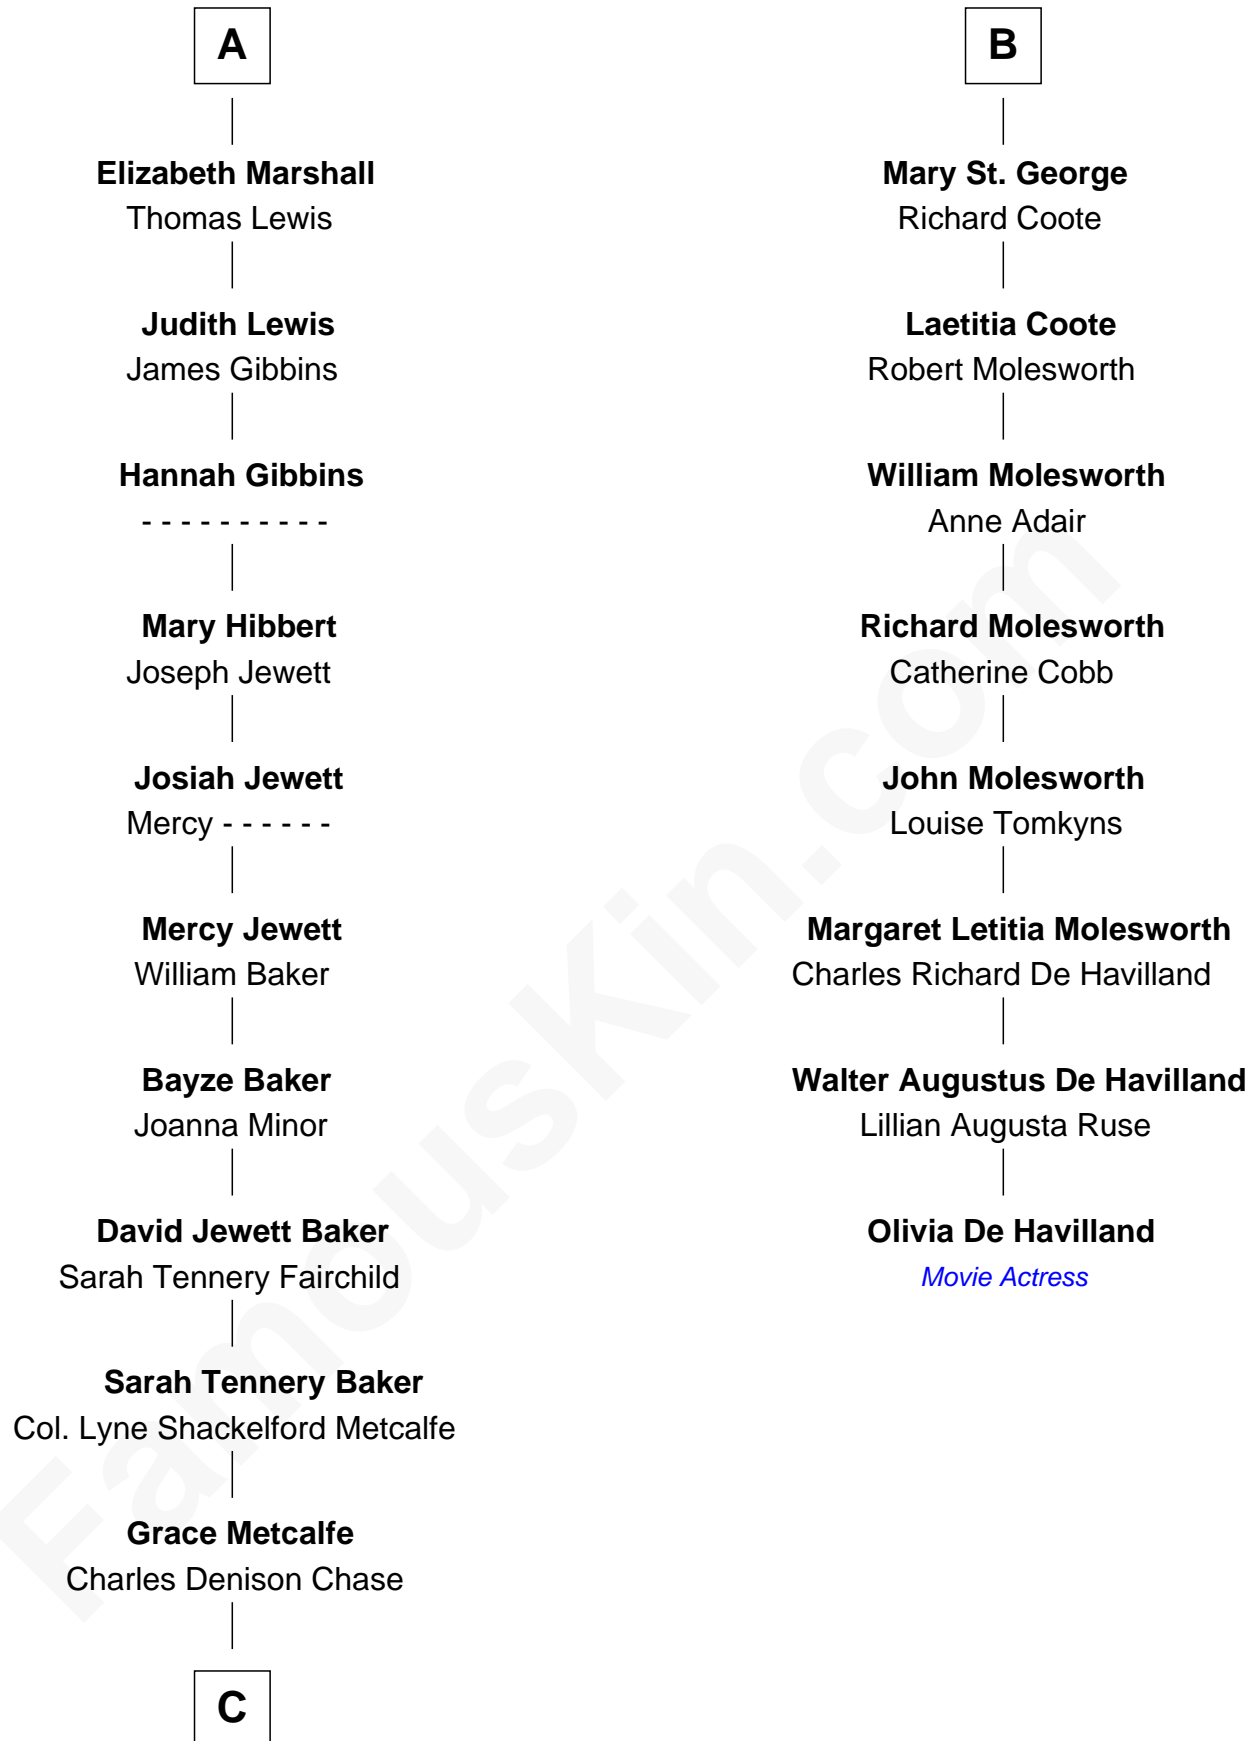 A
Elizabeth Marshall
Thomas Lewis
Judith Lewis
James Gibbins
Hannah Gibbins
- - - - - - - - - -
Mary Hibbert
Joseph Jewett
Josiah Jewett
Mercy - - - - - -
Mercy Jewett
William Baker
Bayze Baker
Joanna Minor
David Jewett Baker
Sarah Tennery Fairchild
Sarah Tennery Baker
Col. Lyne Shackelford Metcalfe
Grace Metcalfe
Charles Denison Chase
C
B
Mary St. George
Richard Coote
Laetitia Coote
Robert Molesworth
William Molesworth
Anne Adair
Richard Molesworth
Catherine Cobb
John Molesworth
Louise Tomkyns
Margaret Letitia Molesworth
Charles Richard De Havilland
Walter Augustus De Havilland
Lillian Augusta Ruse
Olivia De Havilland
Movie Actress
FamousKin.com